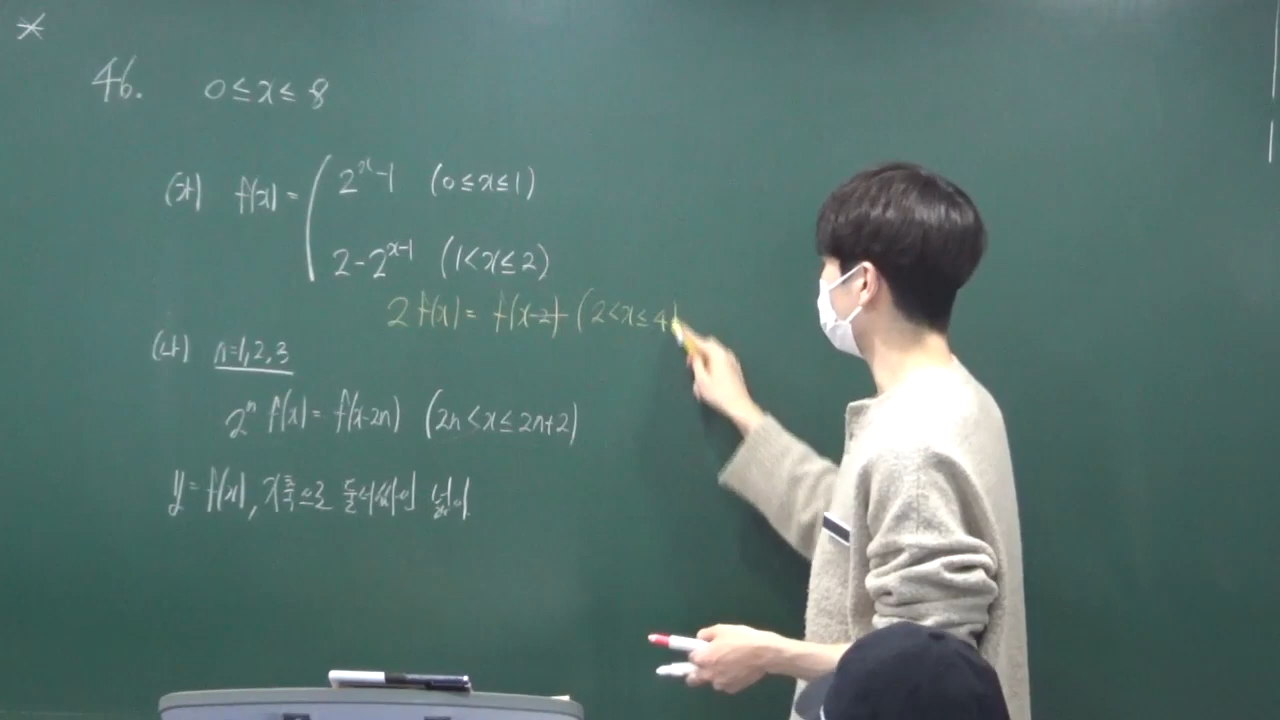 46. 0≤x≤8
(가) f(x)= 2^x-1 (0≤x≤1)
2-2^{x-1} (1<x≤2)
2f(x)= f(x-2) (2<x≤4)
(나) n=1,2,3
2^n f(x)= f(x-2n) (2n<x≤2n+2)
y=f(x), x축으로 둘러싸인 넓이